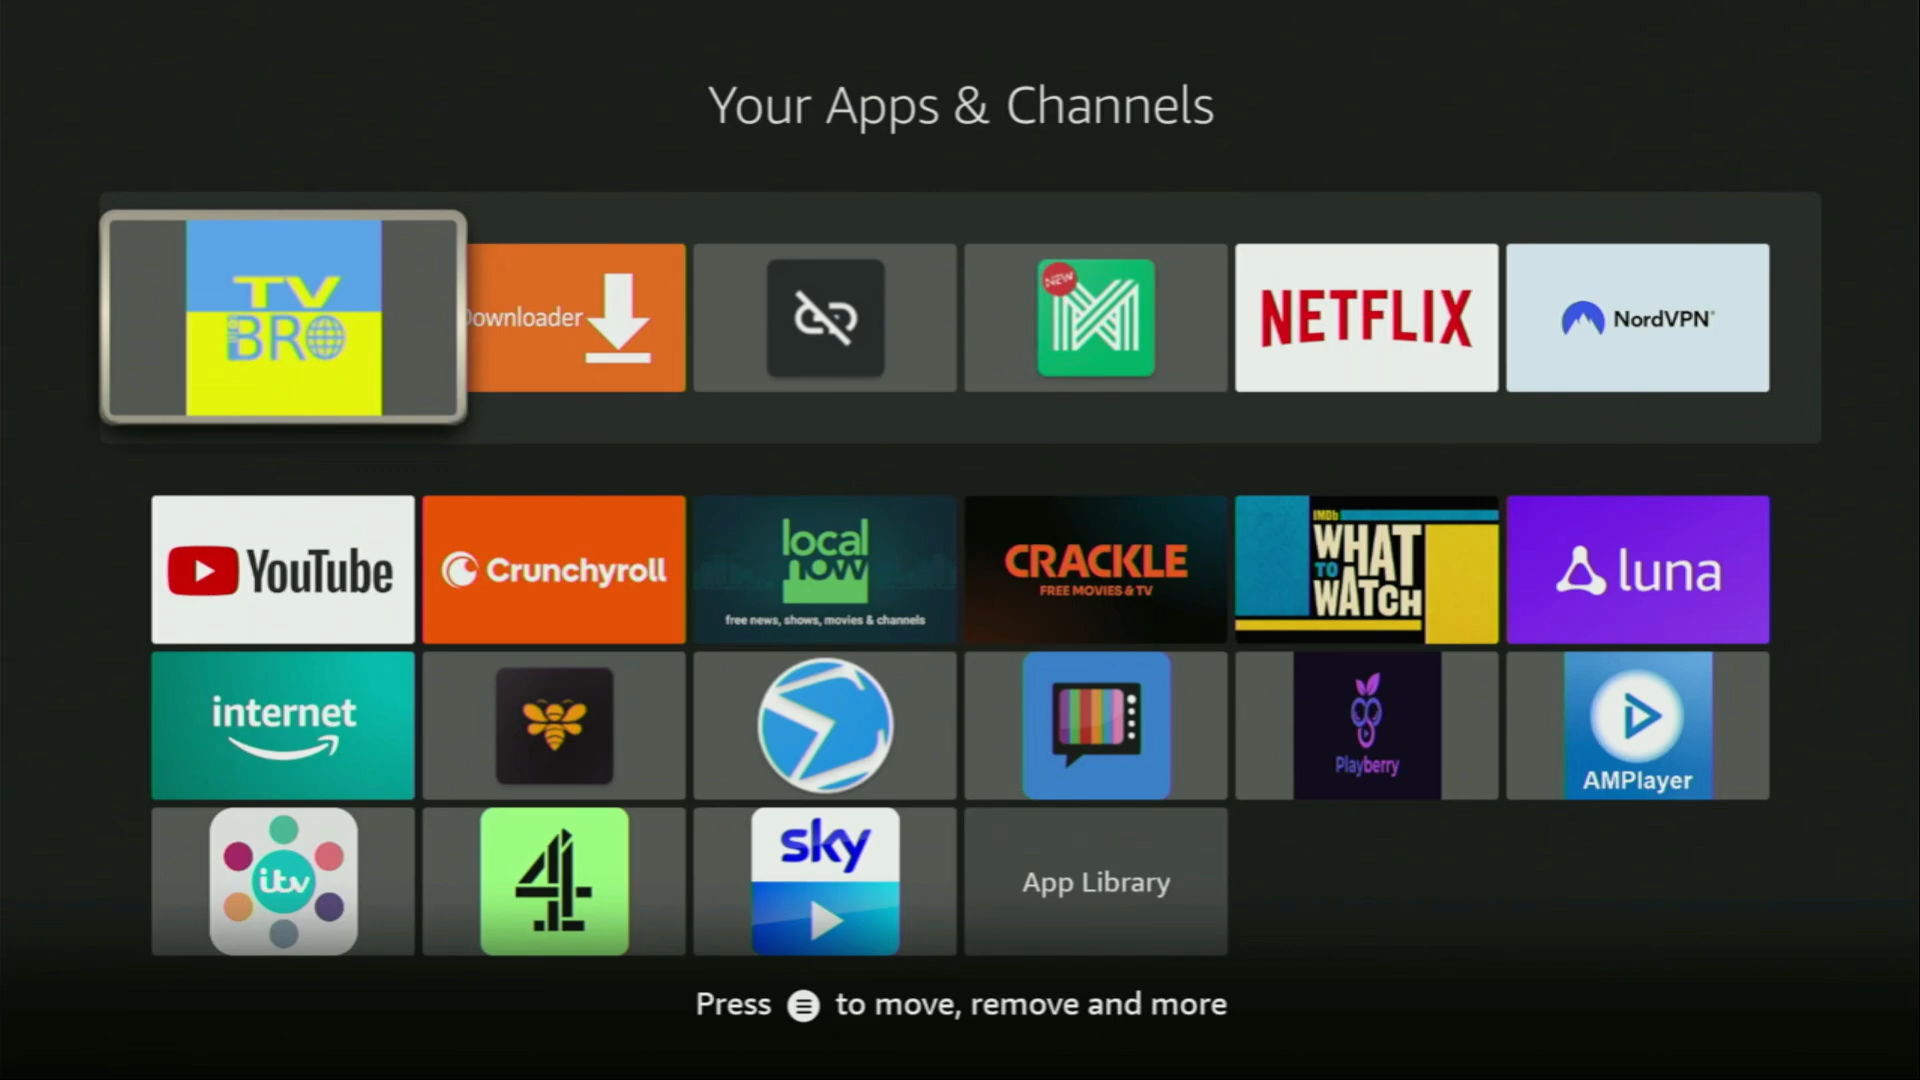 Your Apps & Channels
TV
BRO
Downloader
NEW
NETFLIX
NordVPN®
YouTube
Crunchyroll
local
now
free news, shows, movies & channels
CRACKLE
FREE MOVIES & TV
IMDb
WHAT
TO
WATCH
luna
internet
Playberry
AMPlayer
itv
4
sky
App Library
Press to move, remove and more